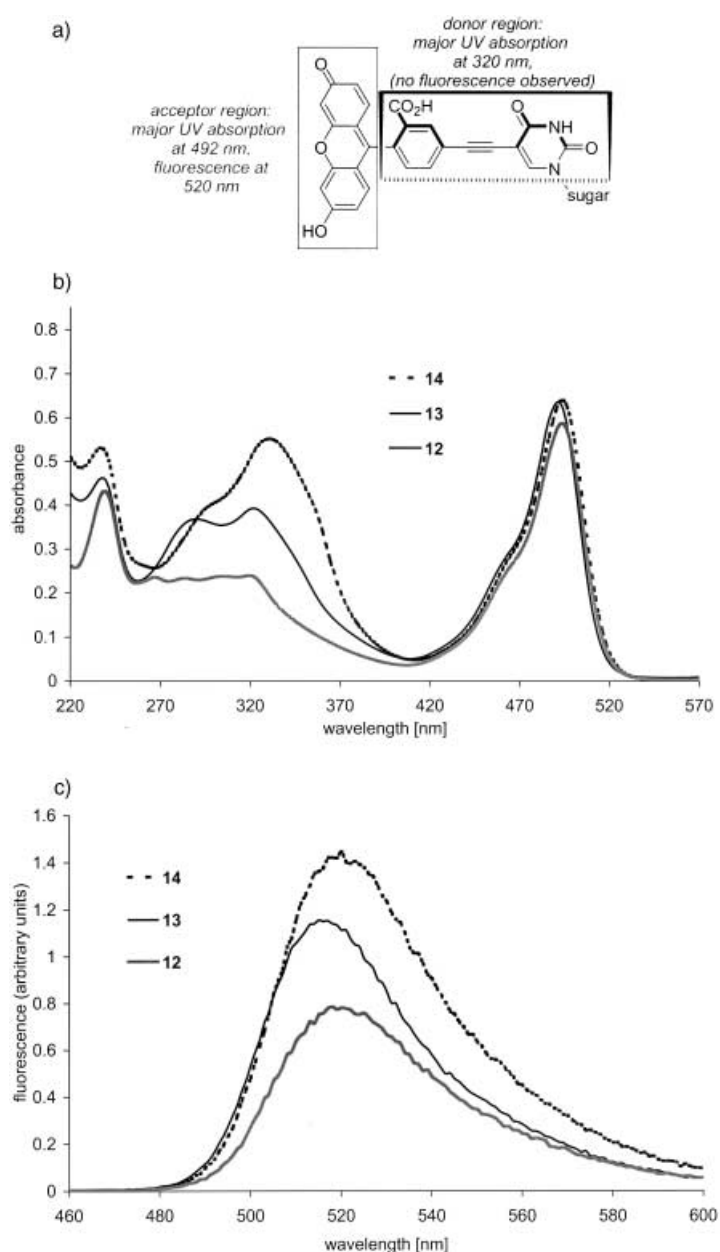 a)
donor region:
major UV absorption
at 320 nm,
(no fluorescence observed)
acceptor region:
major UV absorption
at 492 nm,
fluorescence at
520 nm
O
CO₂H
O
NH
O
O
N
sugar
HO
b)
0.8
0.7
0.6
0.5
0.4
0.3
0.2
0.1
0
absorbance
14
13
12
220 270 320 370 420 470 520 570
wavelength [nm]
c)
1.6
1.4
1.2
1
0.8
0.6
0.4
0.2
0
fluorescence (arbitrary units)
14
13
12
460 480 500 520 540 560 580 600
wavelength [nm]